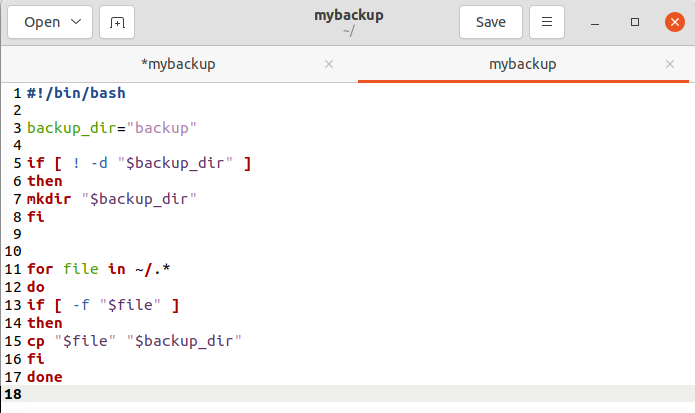 Open
mybackup
~/
Save
*mybackup
mybackup
1 #!/bin/bash
2
3 backup_dir="backup"
4
5 if [ ! -d "$backup_dir" ]
6 then
7 mkdir "$backup_dir"
8 fi
9
10
11 for file in ~/.*
12 do
13 if [ -f "$file" ]
14 then
15 cp "$file" "$backup_dir"
16 fi
17 done
18